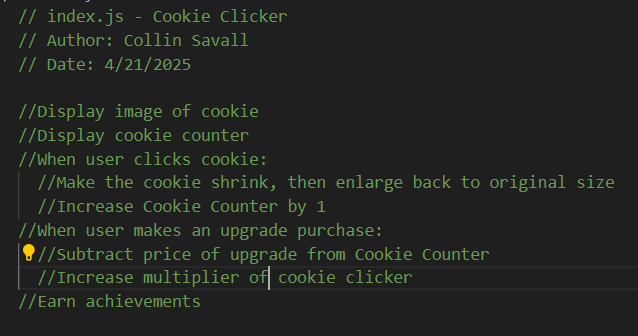 // index.js - Cookie Clicker
// Author: Collin Savall
// Date: 4/21/2025
//Display image of cookie
//Display cookie counter
//When user clicks cookie:
//Make the cookie shrink, then enlarge back to original size
//Increase Cookie Counter by 1
//When user makes an upgrade purchase:
//Subtract price of upgrade from Cookie Counter
//Increase multiplier of cookie clicker
//Earn achievements